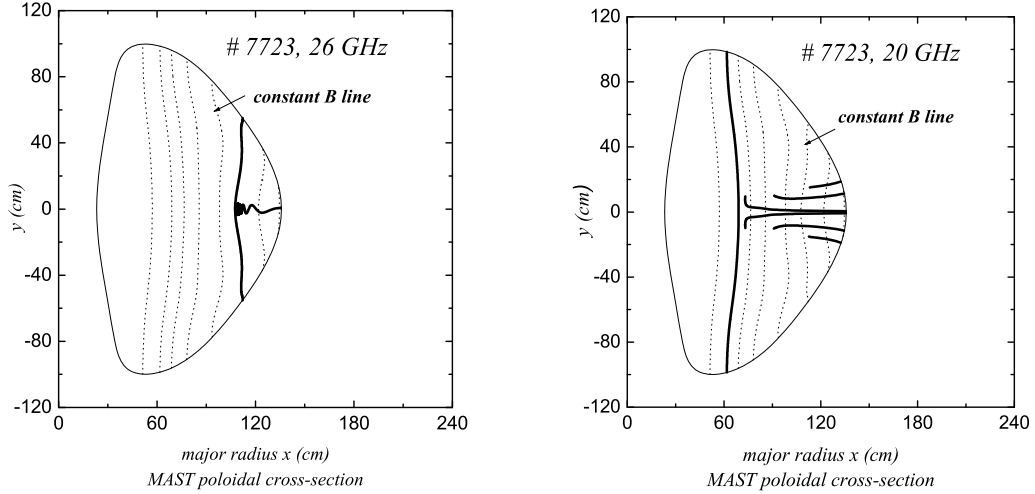 120
80
40
0
-40
-80
-120
y (cm)
# 7723, 26 GHz
constant B line
0
60
120
180
240
major radius x (cm)
MAST poloidal cross-section
120
80
40
0
-40
-80
-120
y (cm)
# 7723, 20 GHz
constant B line
0
60
120
180
240
major radius x (cm)
MAST poloidal cross-section